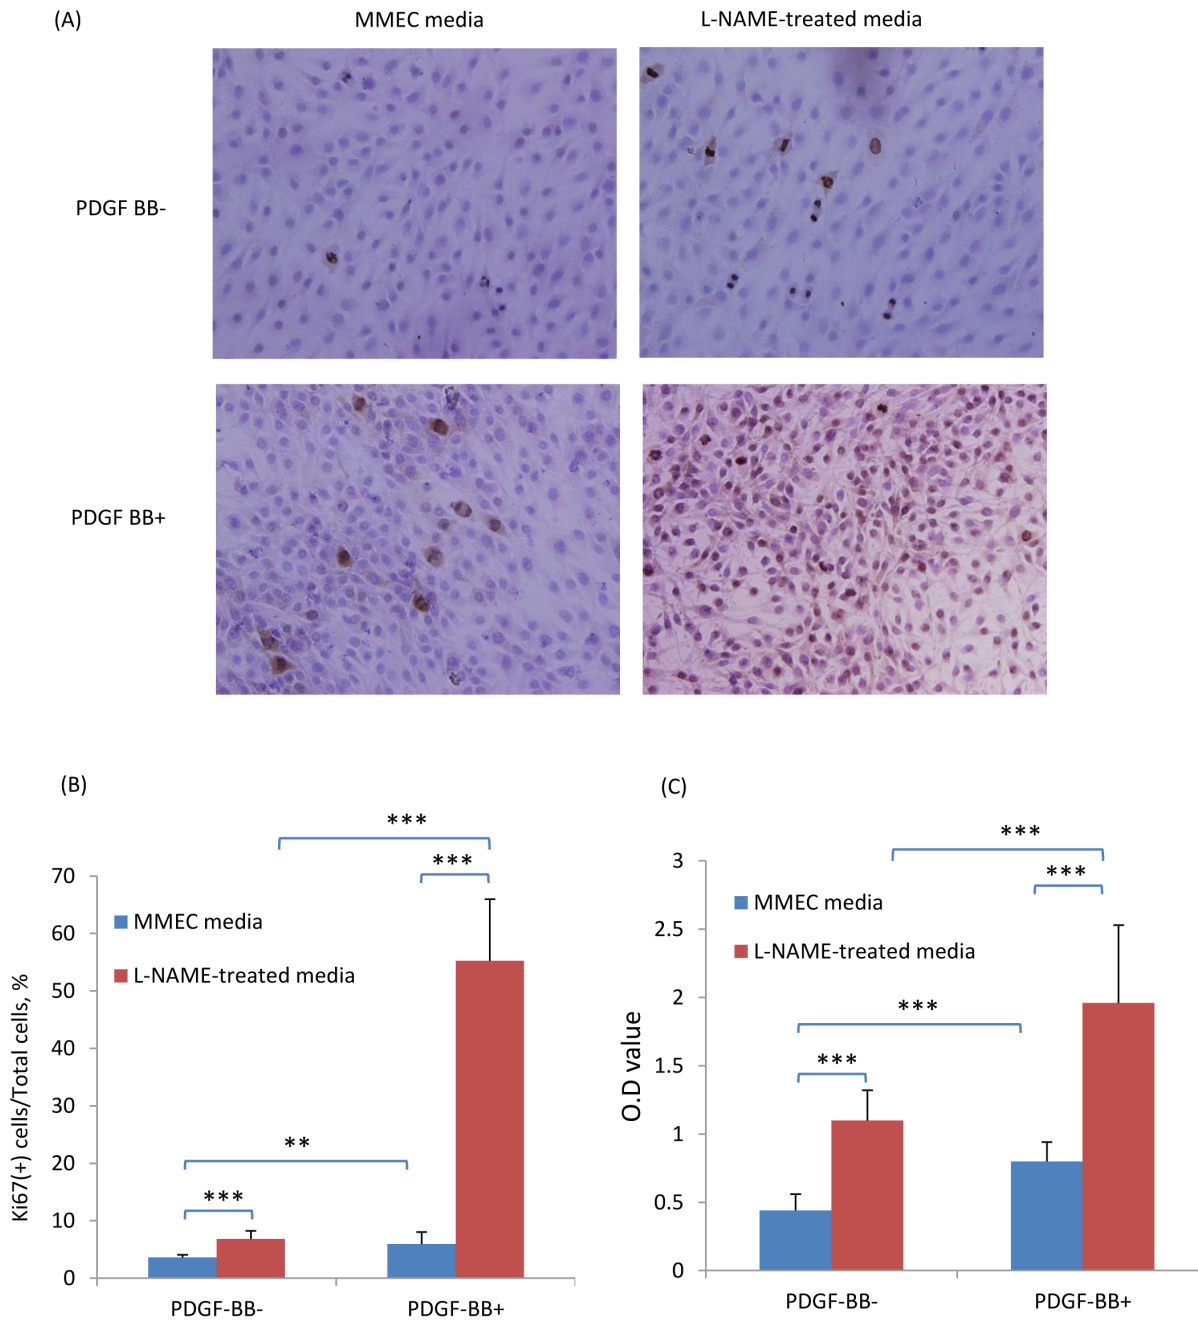 (A)
MMEC media
L-NAME-treated media
PDGF BB-
PDGF BB+
(B)
***
***
70
60
50
40
30
20
10
0
Ki67(+) cells/Total cells, %
MMEC media
L-NAME-treated media
**
***
PDGF-BB-
PDGF-BB+
(C)
***
***
3
2.5
2
1.5
1
0.5
0
O.D value
MMEC media
L-NAME-treated media
***
***
PDGF-BB-
PDGF-BB+